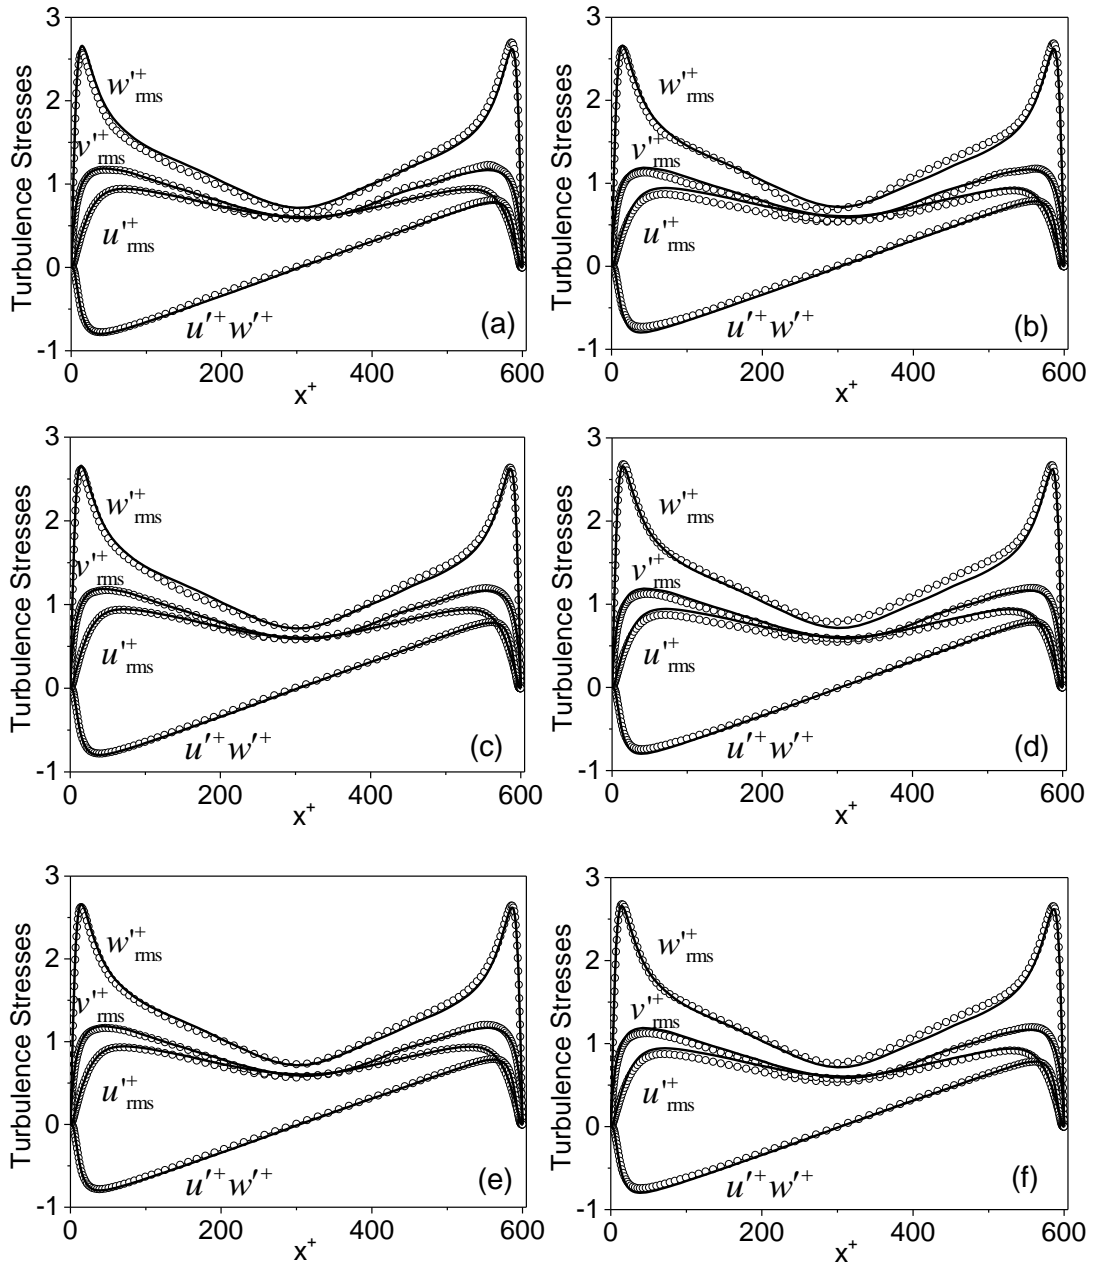 3
2
1
0
-1
Turbulence Stresses
w'⁺rms
v'⁺rms
u'⁺rms
u'⁺w'⁺
(a)
0 200 400 600
x⁺
3
2
1
0
-1
Turbulence Stresses
w'⁺rms
v'⁺rms
u'⁺rms
u'⁺w'⁺
(b)
0 200 400 600
x⁺
3
2
1
0
-1
Turbulence Stresses
w'⁺rms
v'⁺rms
u'⁺rms
u'⁺w'⁺
(c)
0 200 400 600
x⁺
3
2
1
0
-1
Turbulence Stresses
w'⁺rms
v'⁺rms
u'⁺rms
u'⁺w'⁺
(d)
0 200 400 600
x⁺
3
2
1
0
-1
Turbulence Stresses
w'⁺rms
v'⁺rms
u'⁺rms
u'⁺w'⁺
(e)
0 200 400 600
x⁺
3
2
1
0
-1
Turbulence Stresses
w'⁺rms
v'⁺rms
u'⁺rms
u'⁺w'⁺
(f)
0 200 400 600
x⁺